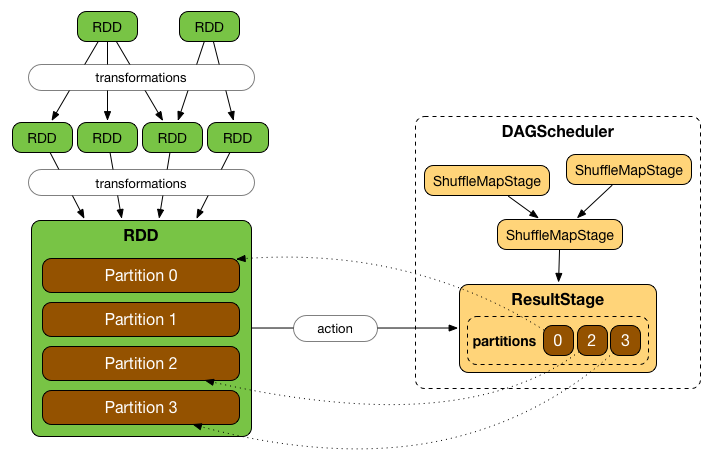 RDD
RDD
transformations
RDD
RDD
RDD
RDD
transformations
RDD
Partition 0
Partition 1
Partition 2
Partition 3
action
DAGScheduler
ShuffleMapStage
ShuffleMapStage
ShuffleMapStage
ResultStage
partitions 0 2 3